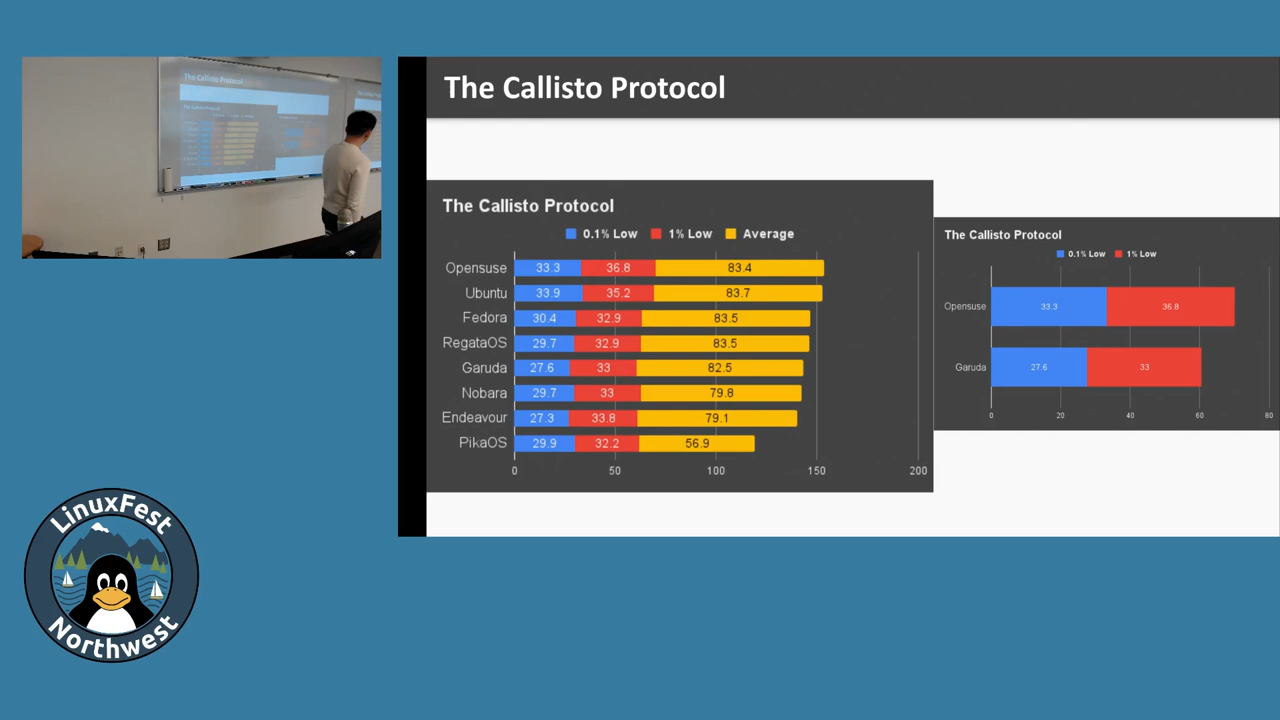 The Callisto Protocol
The Callisto Protocol
0.1% Low 1% Low Average
Opensuse 33.3 36.8 83.4
Ubuntu 33.9 35.2 83.7
Fedora 30.4 32.9 83.5
RegataOS 29.7 32.9 83.5
Garuda 27.6 33 82.5
Nobara 29.7 33 79.8
Endeavour 27.3 33.8 79.1
PikaOS 29.9 32.2 56.9
0 50 100 150 200
The Callisto Protocol
0.1% Low 1% Low
Opensuse 33.3 36.8
Garuda 27.6 33
0 20 40 60 80
The Callisto Protocol
LinuxFest
Northwest